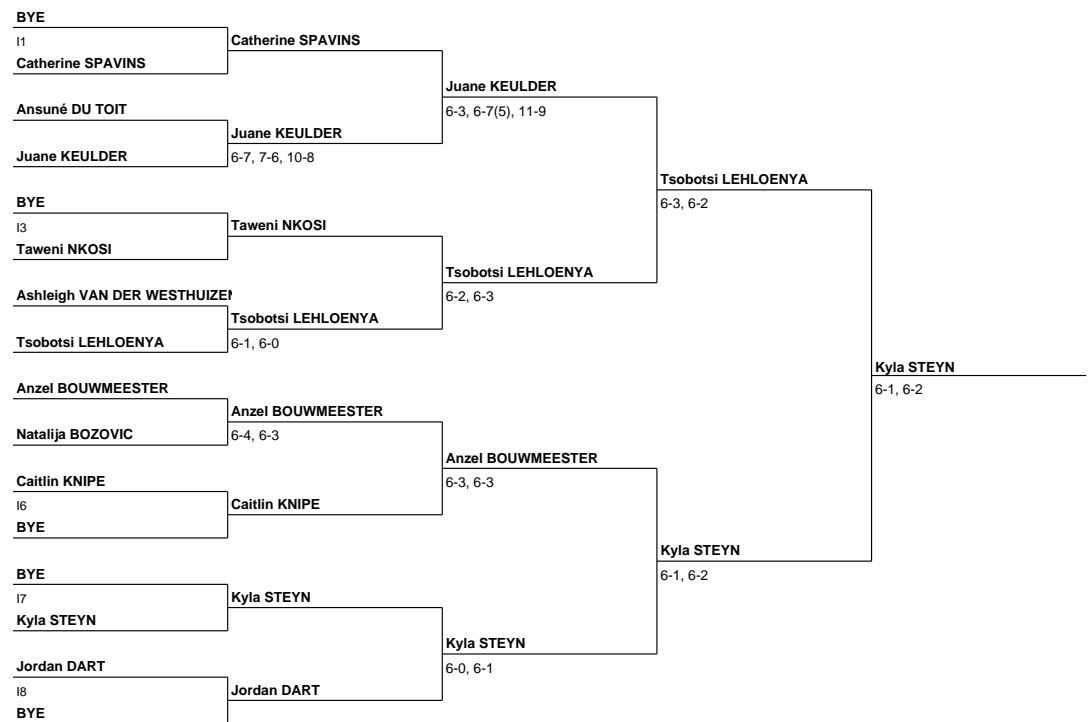 BYE
I1
Catherine SPAVINS
Catherine SPAVINS
Ansuné DU TOIT
Juane KEULDER
Juane KEULDER
6-7, 7-6, 10-8
Juane KEULDER
6-3, 6-7(5), 11-9
BYE
I3
Taweni NKOSI
Taweni NKOSI
Ashleigh VAN DER WESTHUIZEN
Tsobotsi LEHLOENYA
Tsobotsi LEHLOENYA
6-1, 6-0
Tsobotsi LEHLOENYA
6-2, 6-3
Tsobotsi LEHLOENYA
6-3, 6-2
Anzel BOUWMEESTER
Natalija BOZOVIC
Anzel BOUWMEESTER
6-4, 6-3
Caitlin KNIPE
I6
BYE
Caitlin KNIPE
Anzel BOUWMEESTER
6-3, 6-3
BYE
I7
Kyla STEYN
Kyla STEYN
Jordan DART
I8
BYE
Jordan DART
Kyla STEYN
6-0, 6-1
Kyla STEYN
6-1, 6-2
Kyla STEYN
6-1, 6-2